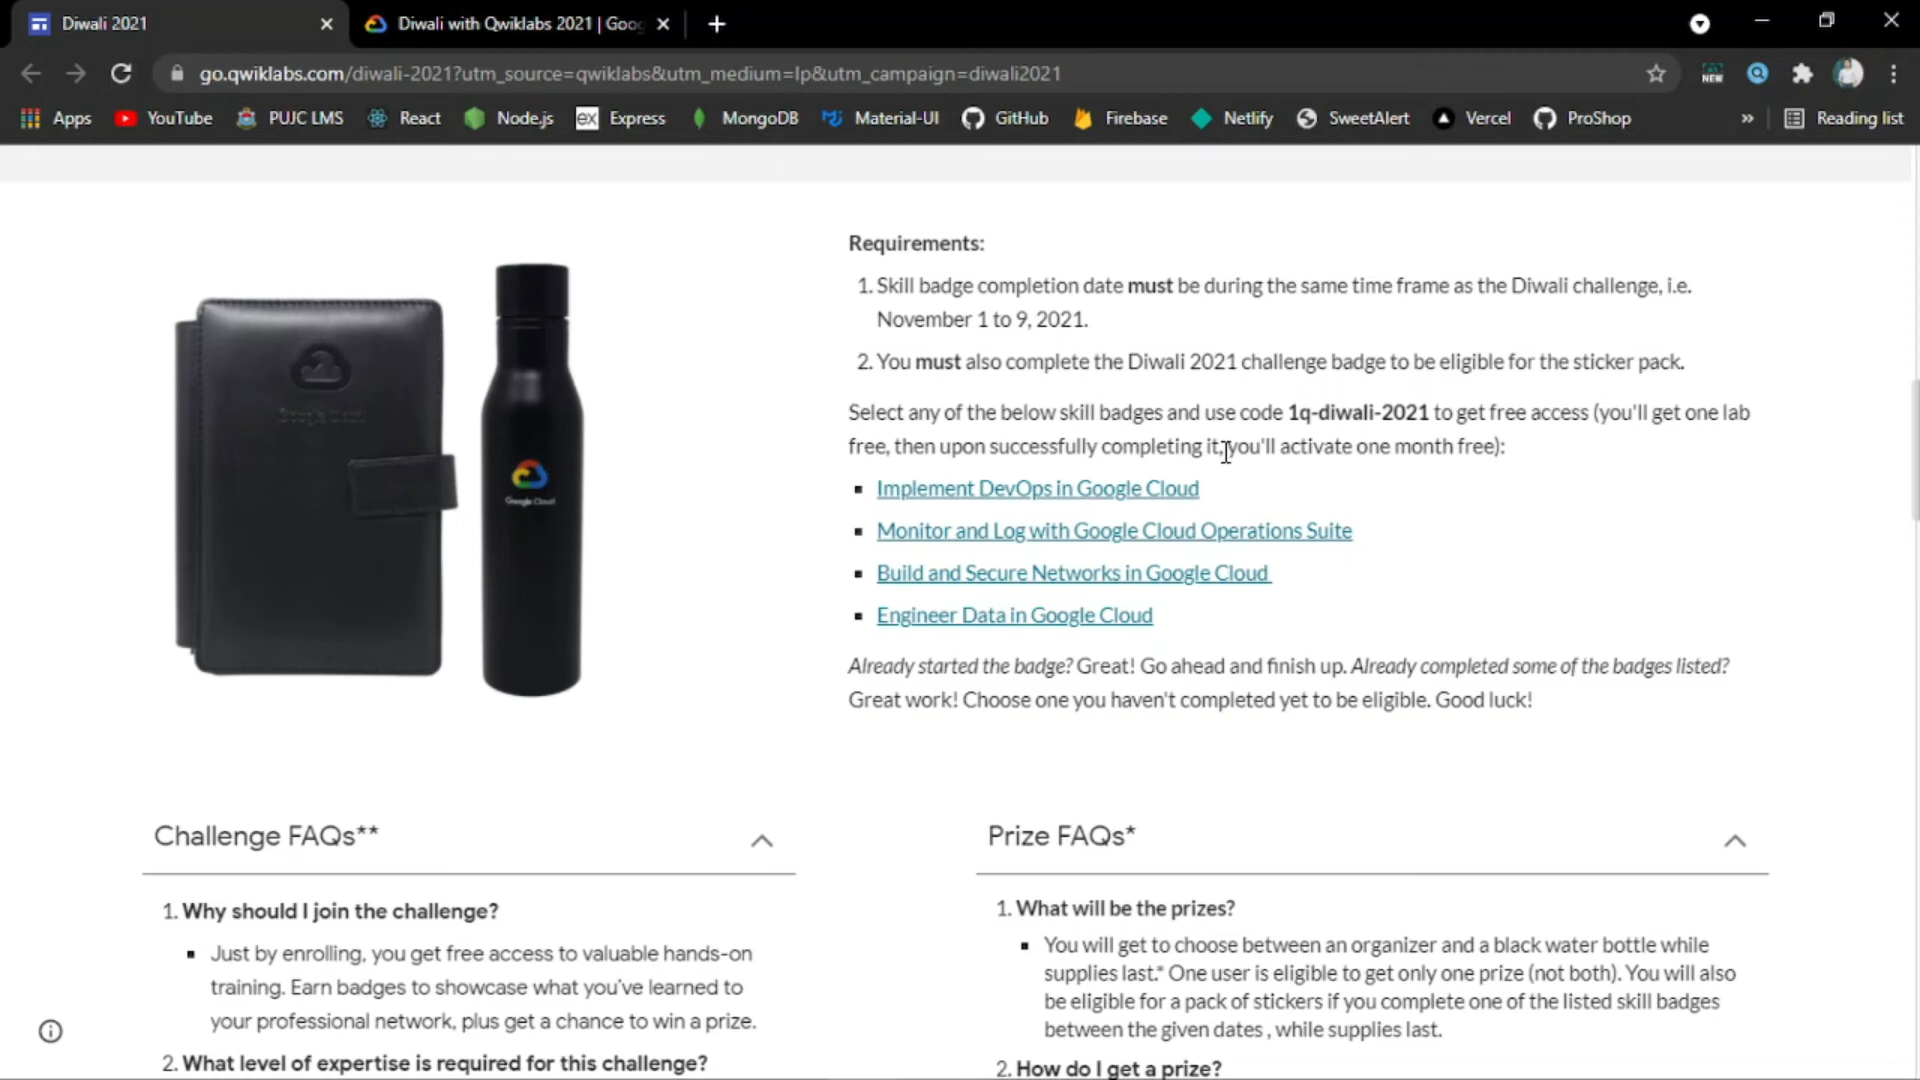 Diwali 2021
Diwali with Qwiklabs 2021 | Goog
go.qwiklabs.com/diwali-2021?utm_source=qwiklabs&utm_medium=lp&utm_campaign=diwali2021
NEW
Apps YouTube PUJC LMS React Node.js ex Express MongoDB Material-UI GitHub Firebase Netlify SweetAlert Vercel ProShop » Reading list
Requirements:
1. Skill badge completion date must be during the same time frame as the Diwali challenge, i.e.
November 1 to 9, 2021.
2. You must also complete the Diwali 2021 challenge badge to be eligible for the sticker pack.
Select any of the below skill badges and use code 1q-diwali-2021 to get free access (you'll get one lab
free, then upon successfully completing it, you'll activate one month free):
▪ Implement DevOps in Google Cloud
▪ Monitor and Log with Google Cloud Operations Suite
▪ Build and Secure Networks in Google Cloud
▪ Engineer Data in Google Cloud
Already started the badge? Great! Go ahead and finish up. Already completed some of the badges listed?
Great work! Choose one you haven't completed yet to be eligible. Good luck!
Google Cloud
Google Cloud
Challenge FAQs**
1. Why should I join the challenge?
▪ Just by enrolling, you get free access to valuable hands-on
training. Earn badges to showcase what you've learned to
your professional network, plus get a chance to win a prize.
2. What level of expertise is required for this challenge?
Prize FAQs*
1. What will be the prizes?
▪ You will get to choose between an organizer and a black water bottle while
supplies last.* One user is eligible to get only one prize (not both). You will also
be eligible for a pack of stickers if you complete one of the listed skill badges
between the given dates , while supplies last.
2. How do I get a prize?